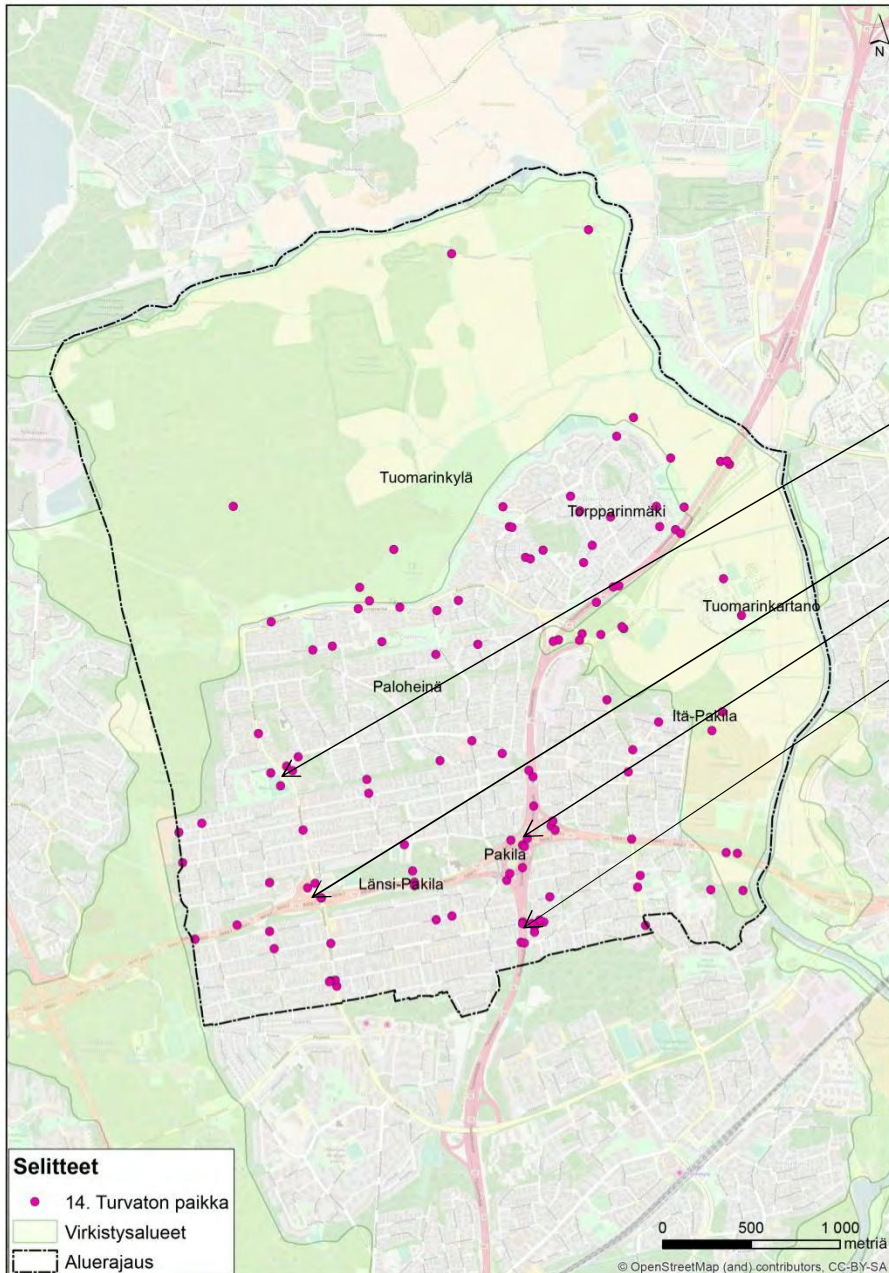 N
Tuomarinkylä
Torpparinmäki
Tuomarinkartano
Paloheinä
Itä-Pakila
Pakila
Länsi-Pakila
Selitteet
14. Turvaton paikka
Virkistysalueet
Aluerajaus
0 500 1 000
metriä
© OpenStreetMap (and) contributors, CC-BY-SA